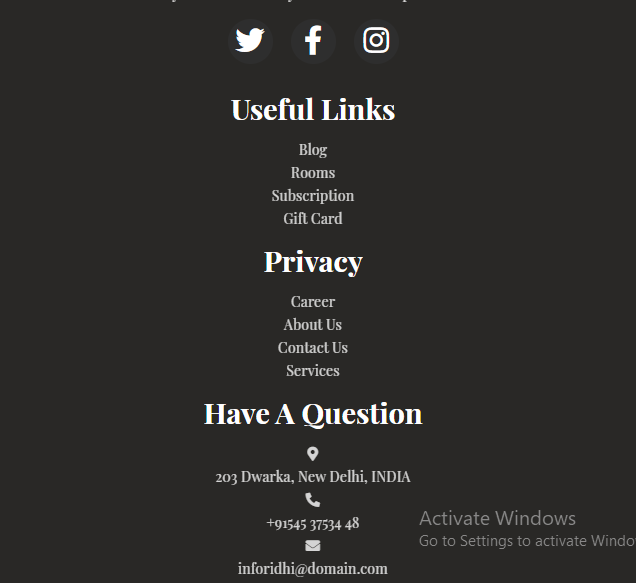 Useful Links
Blog
Rooms
Subscription
Gift Card
Privacy
Career
About Us
Contact Us
Services
Have A Question
203 Dwarka, New Delhi, INDIA
+91545 37534 48
inforidhi@domain.com
Activate Windows
Go to Settings to activate Windo